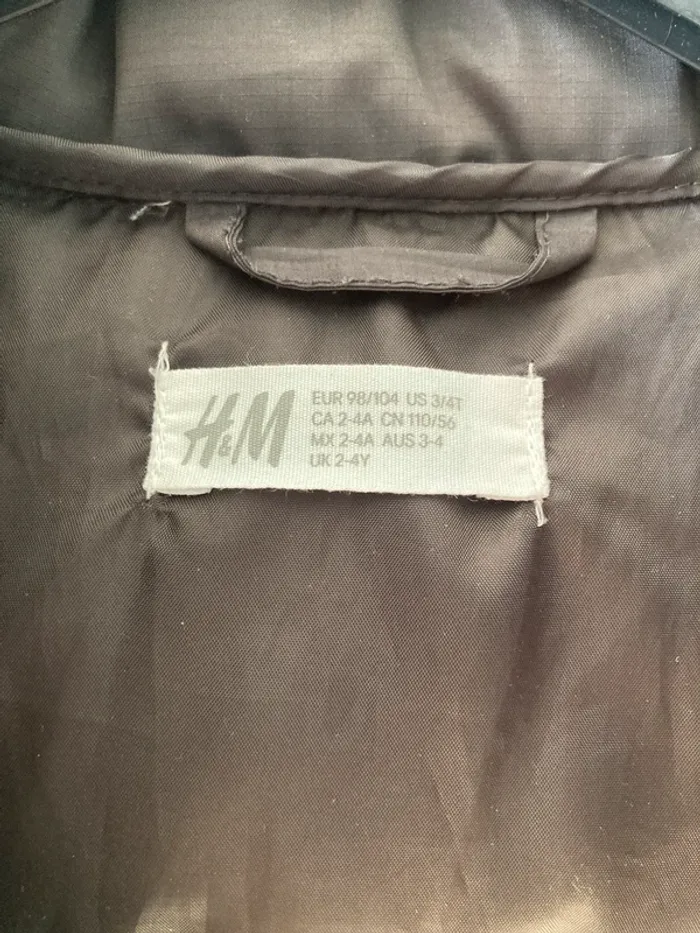 H&M
EUR 98/104 US 3/4T
CA 2-4A CN 110/56
MX 2-4A AUS 3-4
UK 2-4Y